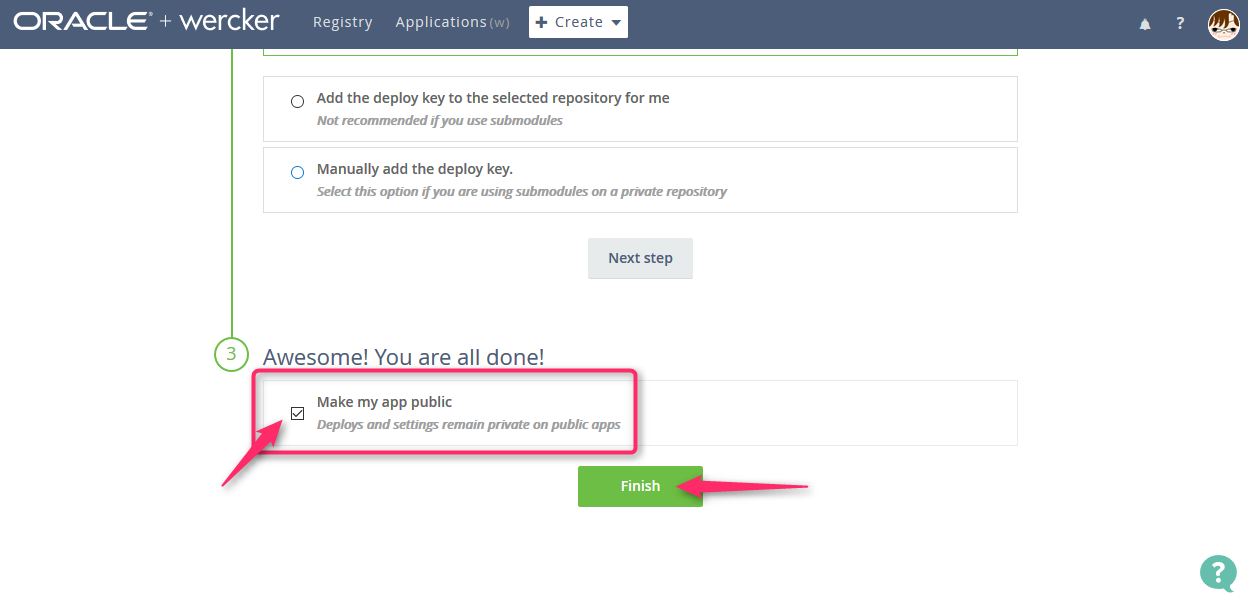 ORACLE® + wercker Registry Applications(w) + Create ?
Add the deploy key to the selected repository for me
Not recommended if you use submodules
Manually add the deploy key.
Select this option if you are using submodules on a private repository
Next step
3 Awesome! You are all done!
Make my app public
Deploys and settings remain private on public apps
Finish
?